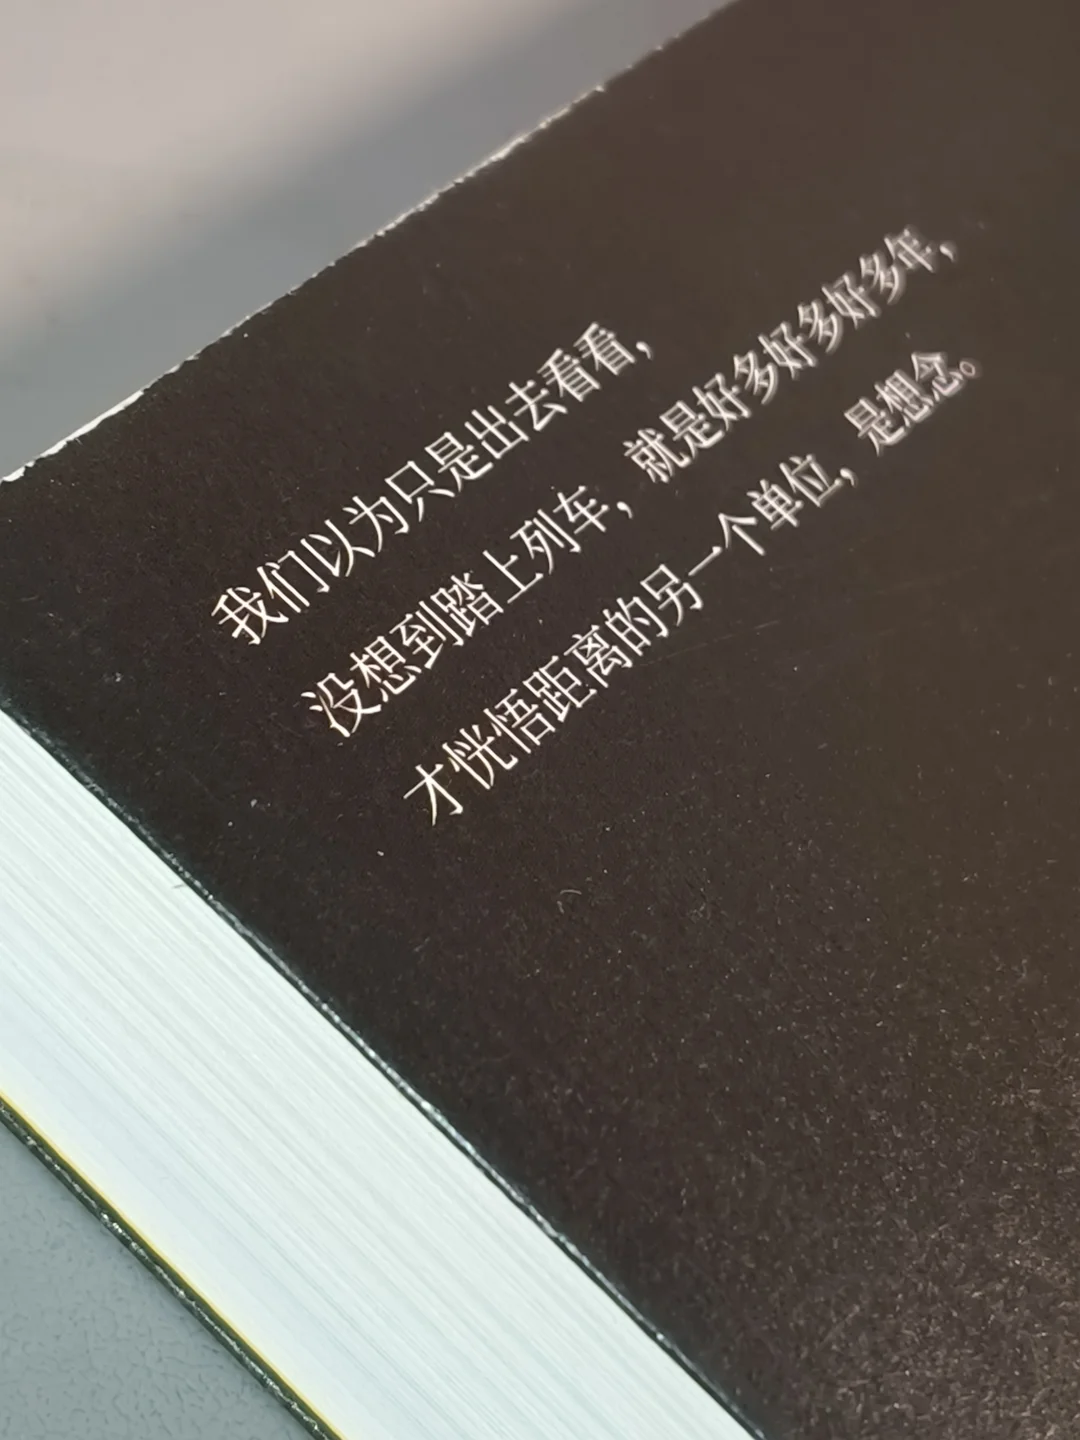 我们以为只是出去看看，
没想到踏上列车，就是好多好多好多年，
才恍悟距离的另一个单位，是想念。